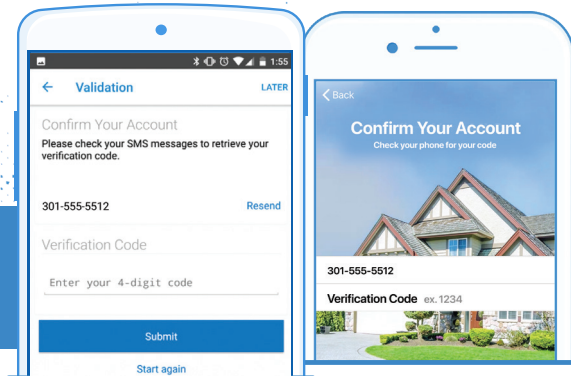 1:55
Validation
LATER
Confirm Your Account
Please check your SMS messages to retrieve your
verification code.
301-555-5512
Resend
Verification Code
Enter your 4-digit code
Submit
Start again
Back
Confirm Your Account
Check your phone for your code
301-555-5512
Verification Code ex.1234